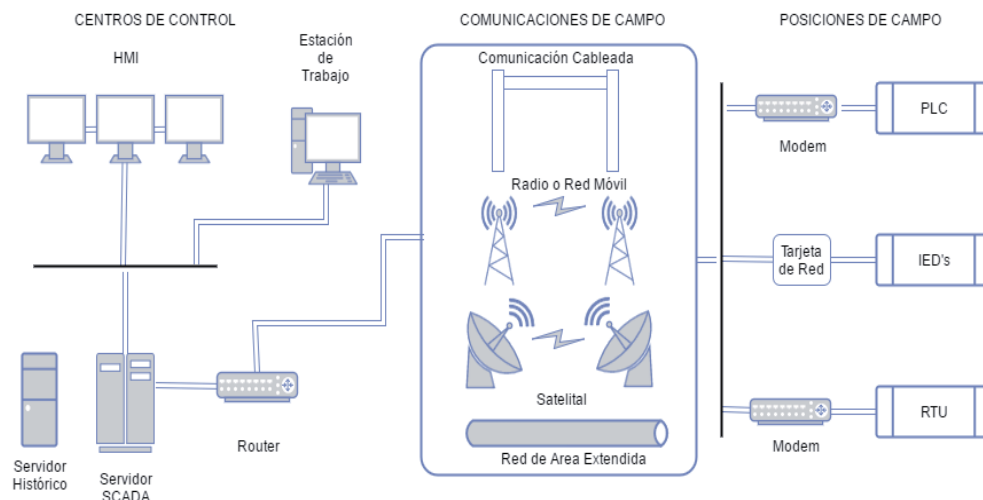 CENTROS DE CONTROL
HMI
Estación
de
Trabajo
Servidor
Histórico
Servidor
SCADA
Router
COMUNICACIONES DE CAMPO
Comunicación Cableada
Radio o Red Móvil
Satelital
Red de Area Extendida
POSICIONES DE CAMPO
Modem
PLC
Tarjeta
de Red
IED's
Modem
RTU